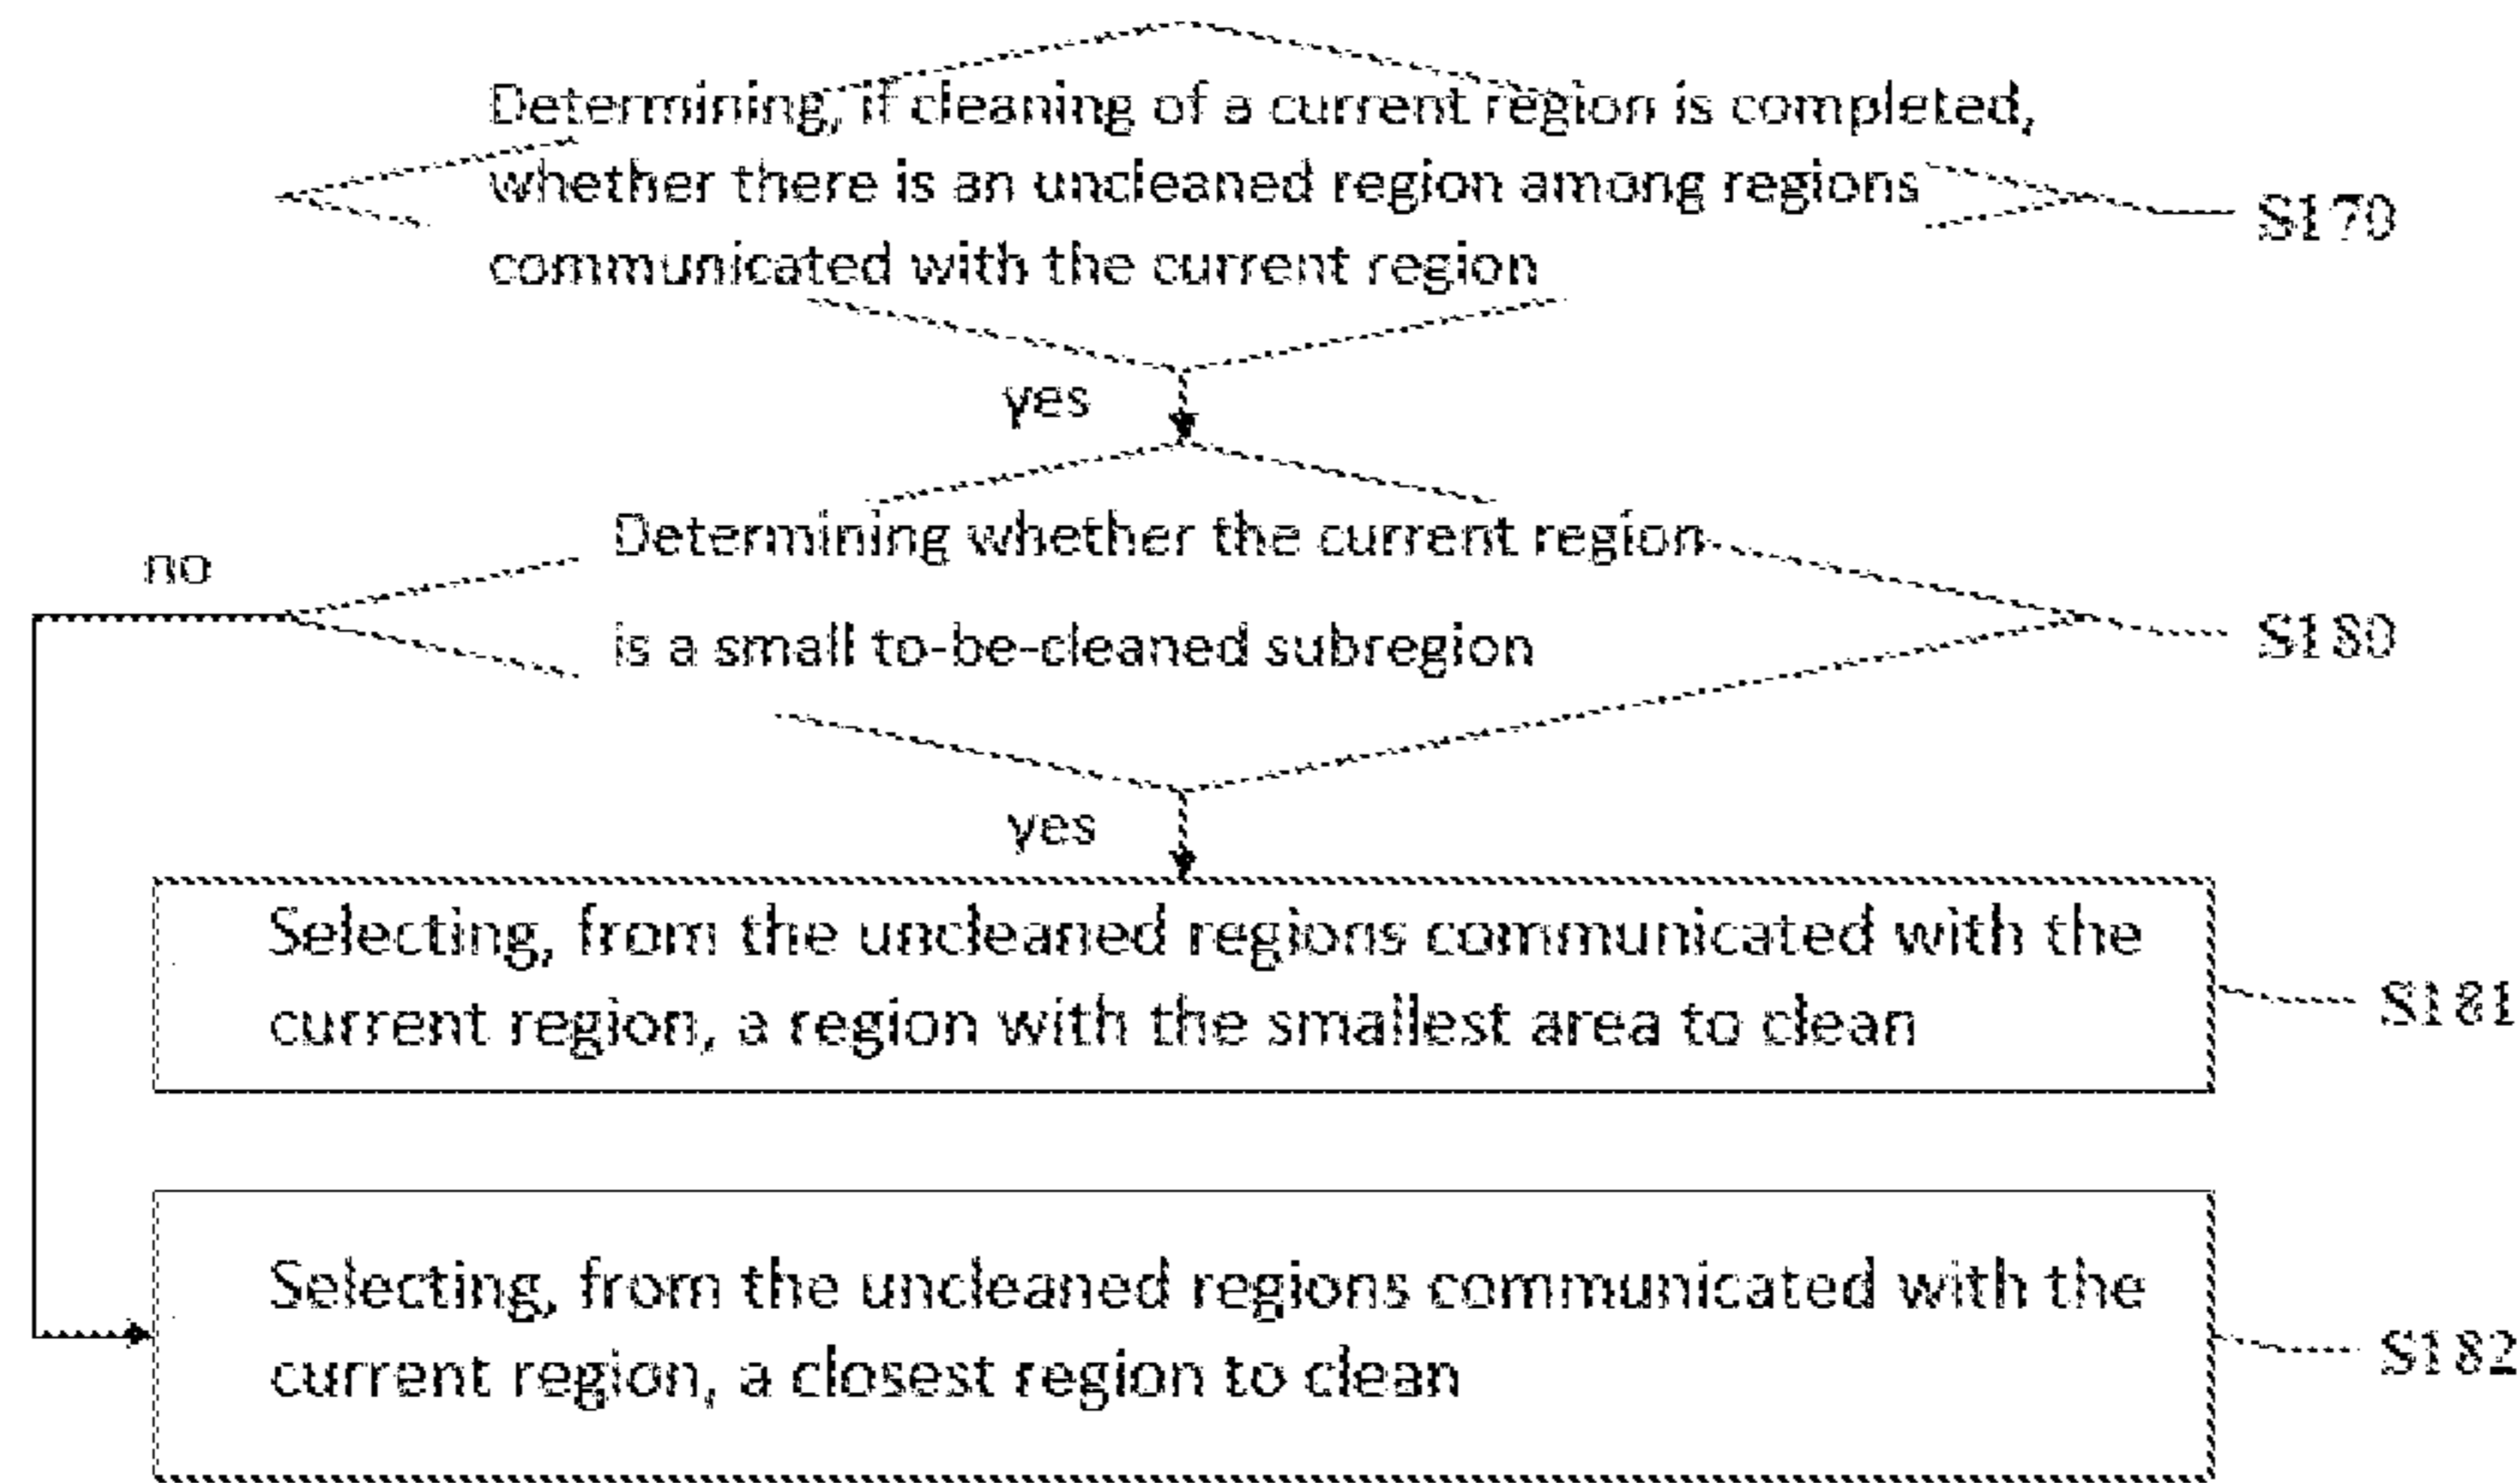 Determining, if cleaning of a current region is completed,
whether there is an uncleaned region among regions
communicated with the current region
S170
yes
Determining whether the current region
no
is a small to-be-cleaned subregion
S180
yes
Selecting, from the uncleaned regions communicated with the
current region, a region with the smallest area to clean
S181
Selecting, from the uncleaned regions communicated with the
current region, a closest region to clean
S182